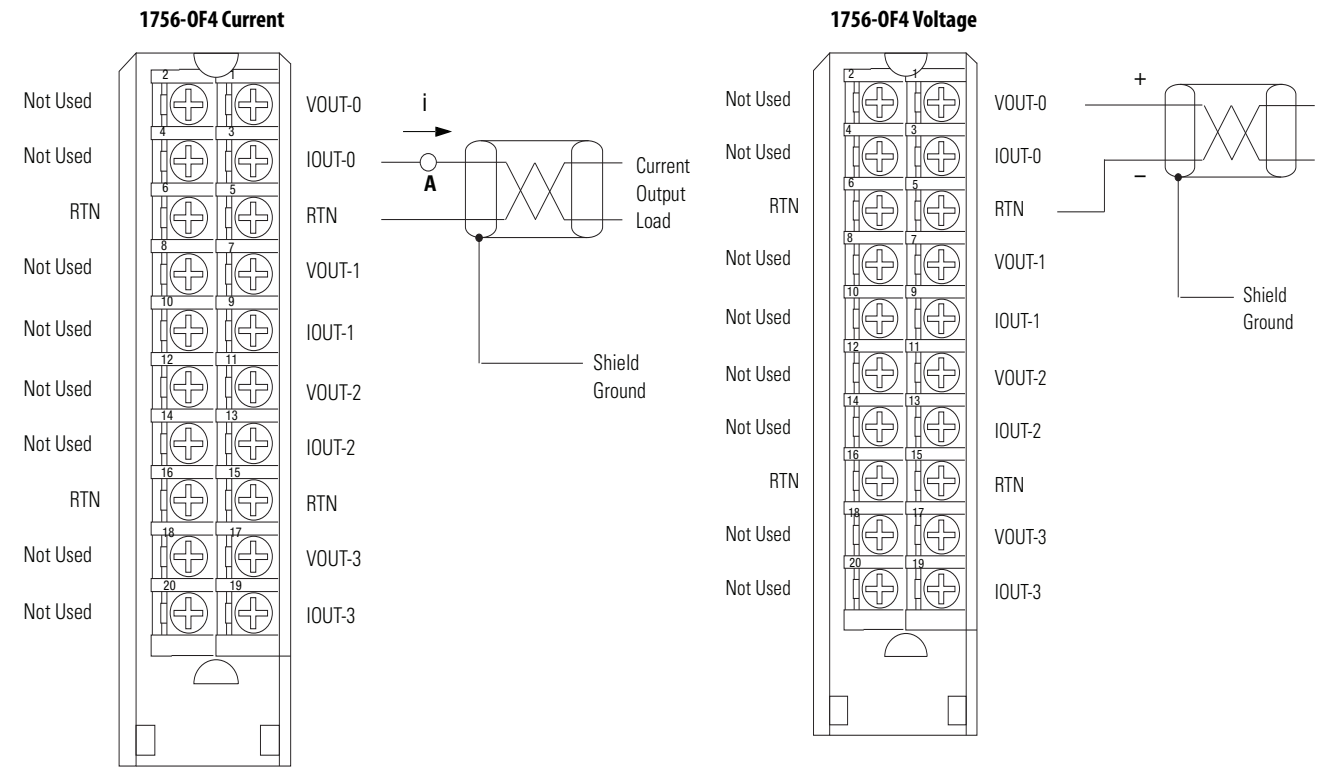 1756-OF4 Current
2 1
Not Used VOUT-0
4 3
Not Used IOUT-0
6 5
RTN RTN
8 7
Not Used VOUT-1
10 9
Not Used IOUT-1
12 11
Not Used VOUT-2
14 13
Not Used IOUT-2
16 15
RTN RTN
18 17
Not Used VOUT-3
20 19
Not Used IOUT-3
i
A
Current
Output
Load
Shield
Ground
1756-OF4 Voltage
2 1
Not Used VOUT-0
4 3
Not Used IOUT-0
6 5
RTN RTN
8 7
Not Used VOUT-1
10 9
Not Used IOUT-1
12 11
Not Used VOUT-2
14 13
Not Used IOUT-2
16 15
RTN RTN
18 17
Not Used VOUT-3
20 19
Not Used IOUT-3
+
–
Shield
Ground